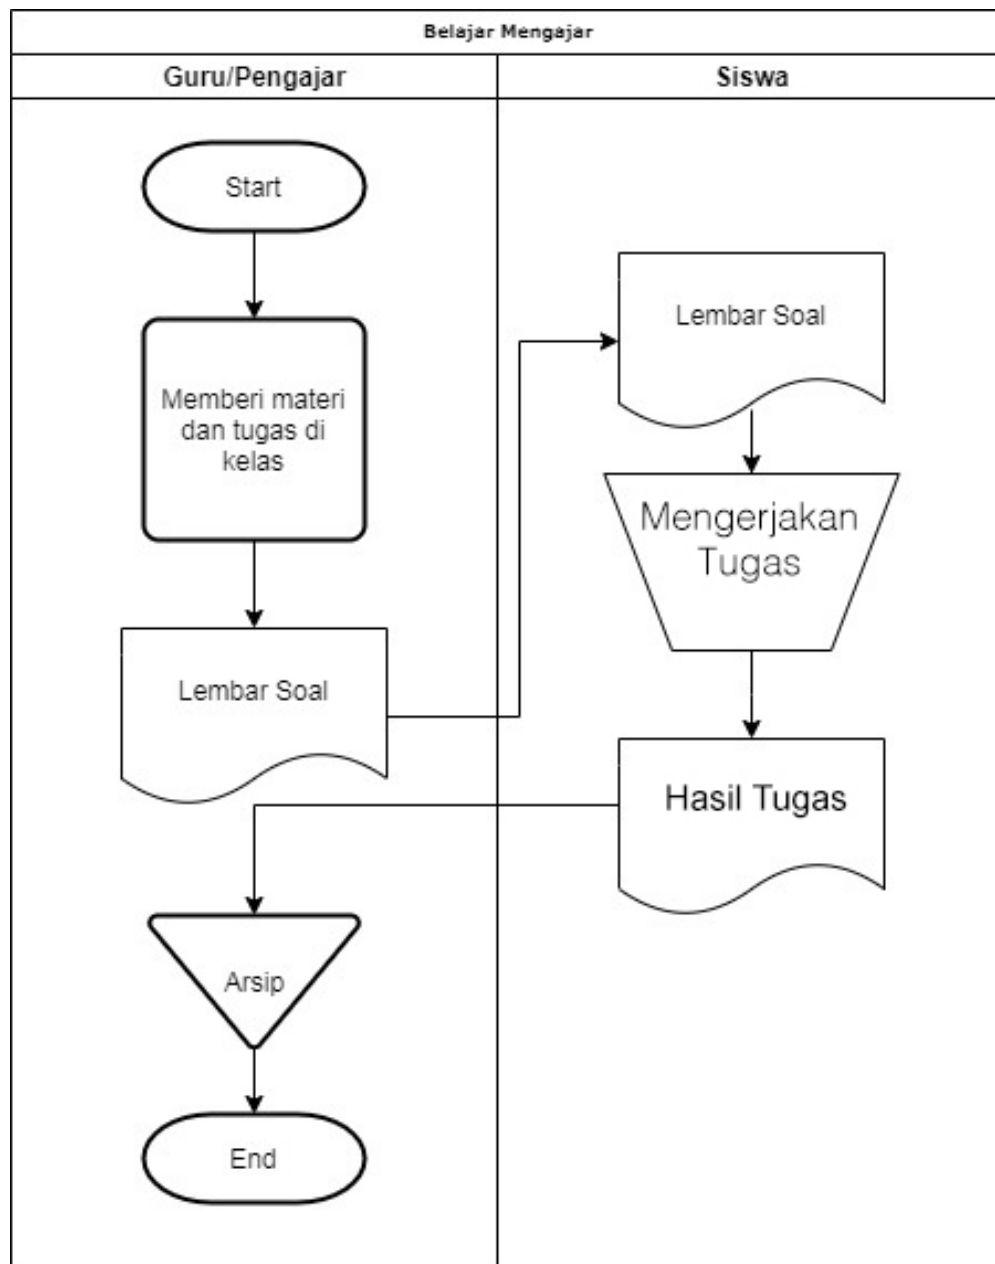 Belajar Mengajar
Guru/Pengajar
Siswa
Start
Memberi materi
dan tugas di
kelas
Lembar Soal
Lembar Soal
Mengerjakan
Tugas
Hasil Tugas
Arsip
End